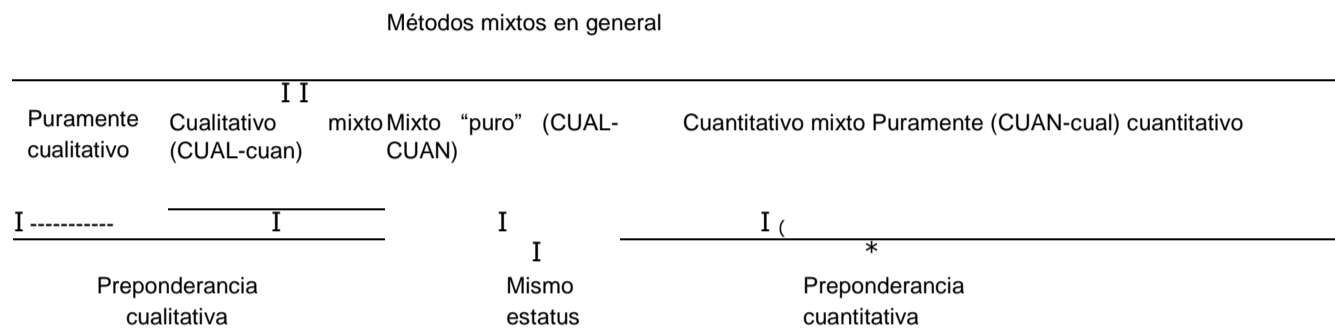 Métodos mixtos en general
I I
Puramente Cualitativo mixto Mixto “puro” (CUAL- Cuantitativo mixto Puramente (CUAN-cual) cuantitativo
cualitativo (CUAL-cuan) CUAN)
I ----------- I I I (
I *
Preponderancia Mismo Preponderancia
cualitativa estatus cuantitativa